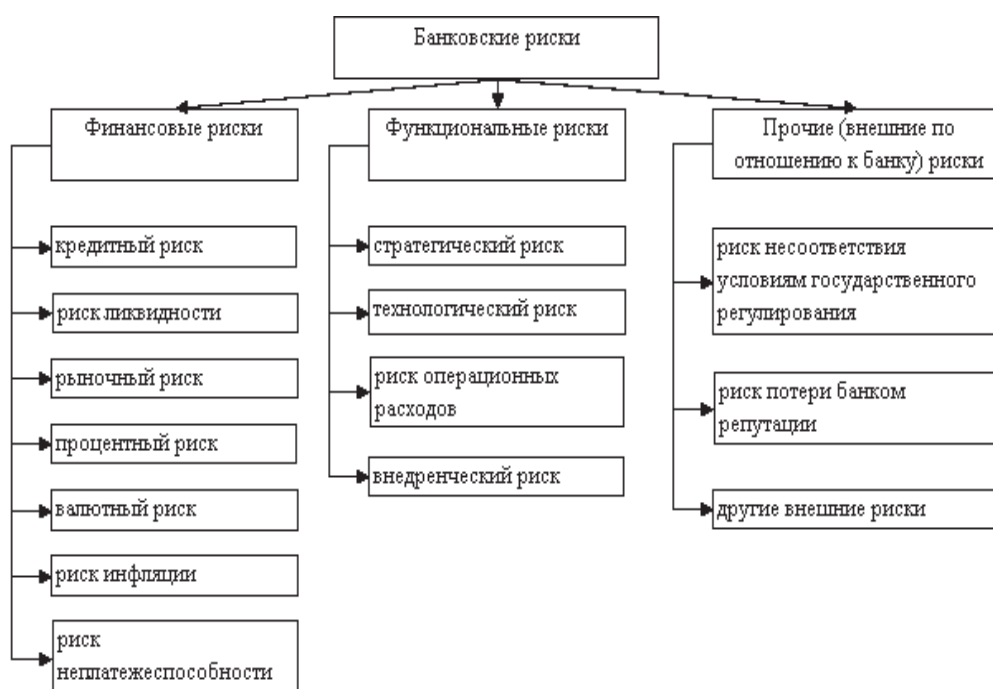 Банковские риски
Финансовые риски
кредитный риск
риск ликвидности
рыночный риск
процентный риск
валютный риск
риск инфляции
риск
неплатежеспособности
Функциональные риски
стратегический риск
технологический риск
риск операционных
расходов
внедренческий риск
Прочие (внешние по
отношению к банку) риски
риск несоответствия
условиям государственного
регулирования
риск потери банком
репутации
другие внешние риски